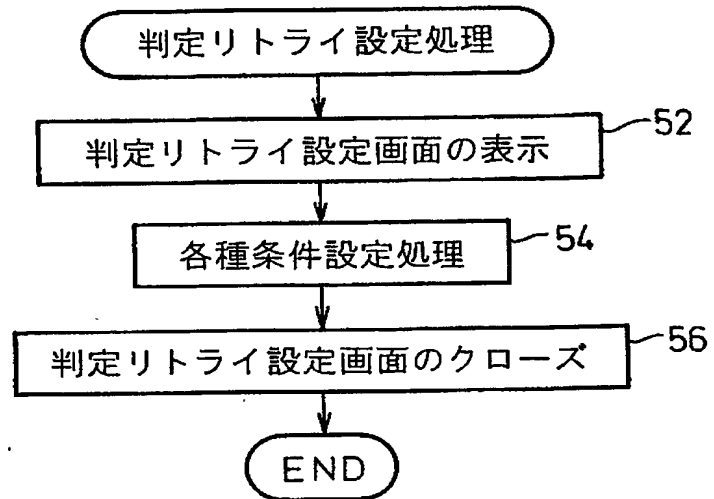 判定リトライ設定処理
判定リトライ設定画面の表示
52
各種条件設定処理
54
判定リトライ設定画面のクローズ
56
END